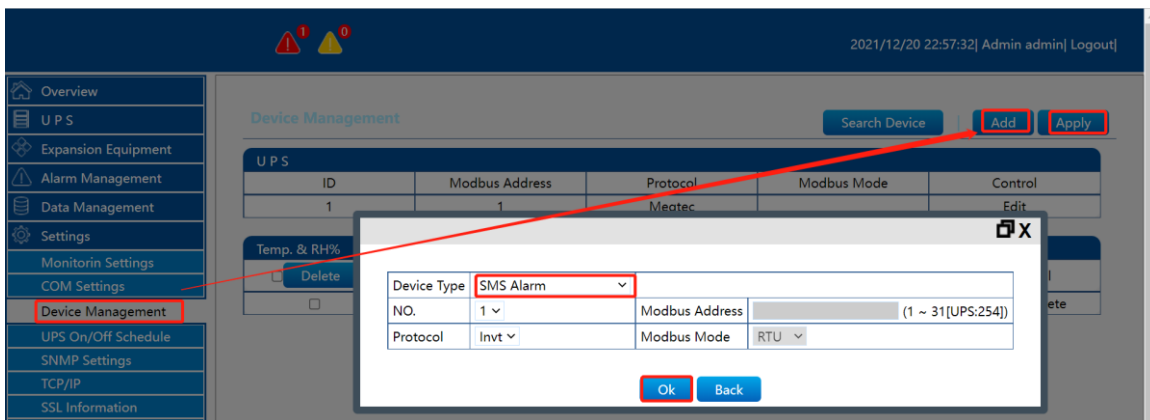 1 0
2021/12/20 22:57:32| Admin admin| Logout|
Overview
UPS
Expansion Equipment
Alarm Management
Data Management
Settings
Monitorin Settings
COM Settings
Device Management
UPS On/Off Schedule
SNMP Settings
TCP/IP
SSL Information
Device Management
Search Device | Add Apply
UPS
ID Modbus Address Protocol Modbus Mode Control
1 1 Megatec Edit
Temp. & RH%
Delete
X
Device Type SMS Alarm
NO. 1 Modbus Address (1 ~ 31[UPS:254])
Protocol Invt Modbus Mode RTU
Ok Back